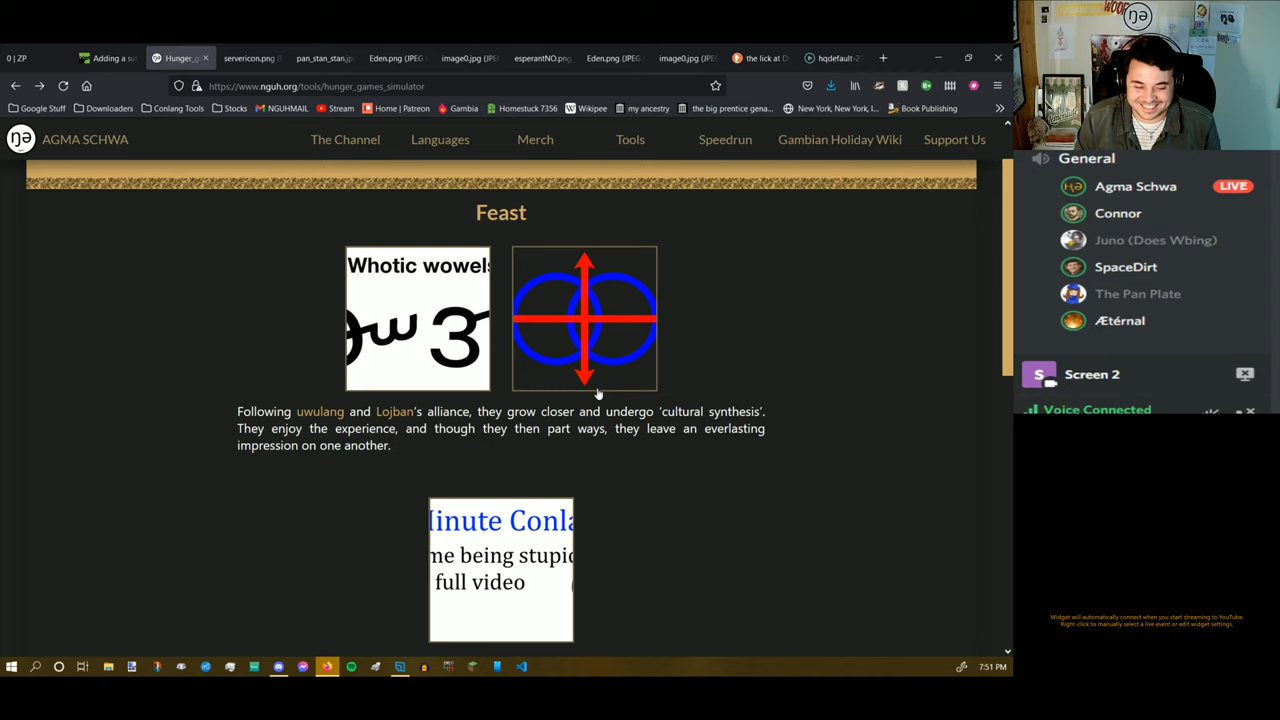 0 | ZP
Adding a su
Hunger_g
servericon.png (
pan_stan_stan.jp
Eden.png (JPEG
image0.jpg (JPE
esperantNO.png
Eden.png (JPEG
image0.jpg (JPE
the lick at D
hqdefault-2
https://www.nguh.org/tools/hunger_games_simulator
Google Stuff
Downloaders
Conlang Tools
Stocks
NGUHMAIL
Stream
Home | Patreon
Gambia
Homestuck 7356
Wikipee
my ancestry
the big prentice gena...
New York, New York, I...
Book Publishing
ŋə
AGMA SCHWA
The Channel
Languages
Merch
Tools
Speedrun
Gambian Holiday Wiki
Support Us
Feast
Whotic wowels
Following uwulang and Lojban's alliance, they grow closer and undergo ‘cultural synthesis’.
They enjoy the experience, and though they then part ways, they leave an everlasting
impression on one another.
Minute Conla
me being stupid
full video
ŋə
General
Agma Schwa
LIVE
Connor
Juno (Does Wbing)
SpaceDirt
The Pan Plate
Ætérnal
S
Screen 2
Voice Connected
Widget will automatically connect when you start streaming to YouTube.
Right-click to manually select a live event or edit widget settings.
7:51 PM